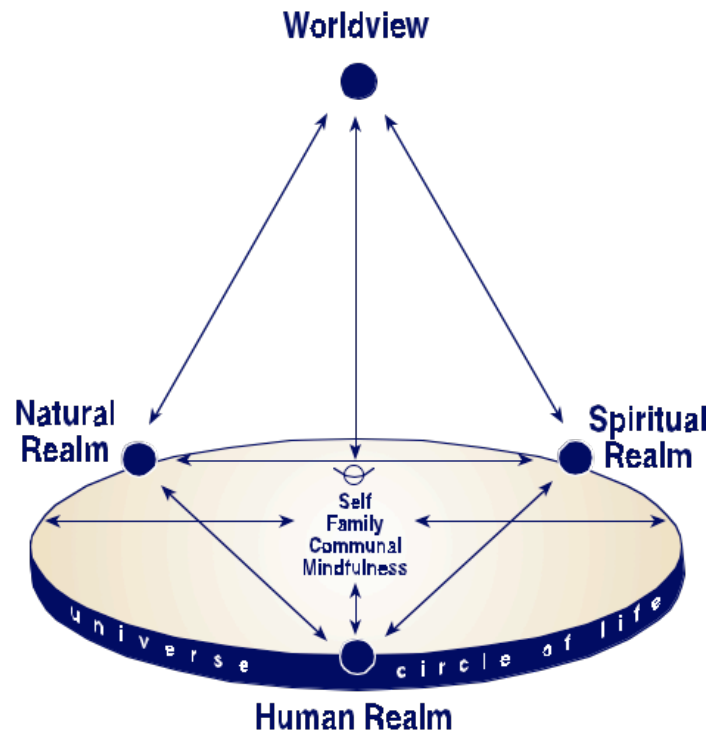 Worldview
Natural
Realm
Spiritual
Realm
Self
Family
Communal
Mindfulness
universe circle of life
Human Realm